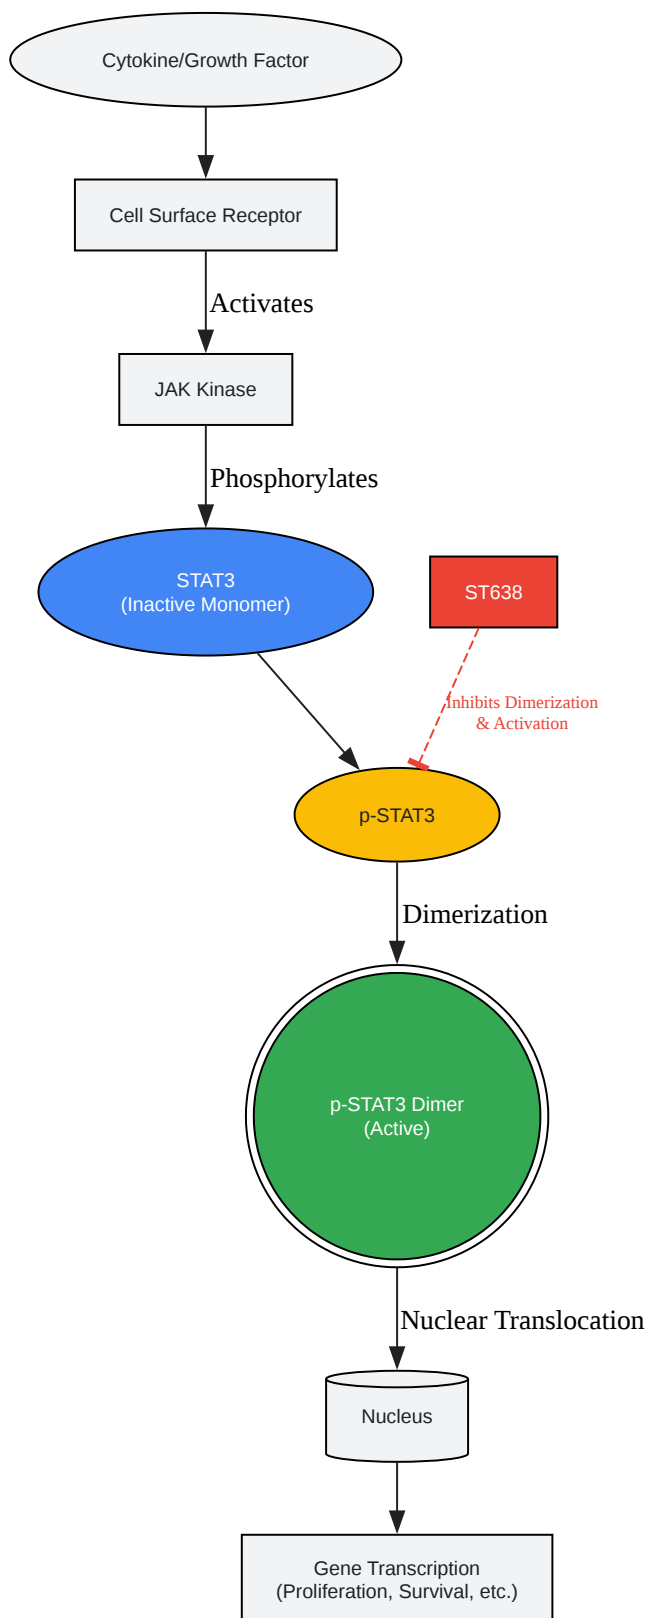 Cytokine/Growth Factor
Cell Surface Receptor
Activates
JAK Kinase
Phosphorylates
STAT3
(Inactive Monomer)
ST638
Inhibits Dimerization
& Activation
p-STAT3
Dimerization
p-STAT3 Dimer
(Active)
Nuclear Translocation
Nucleus
Gene Transcription
(Proliferation, Survival, etc.)